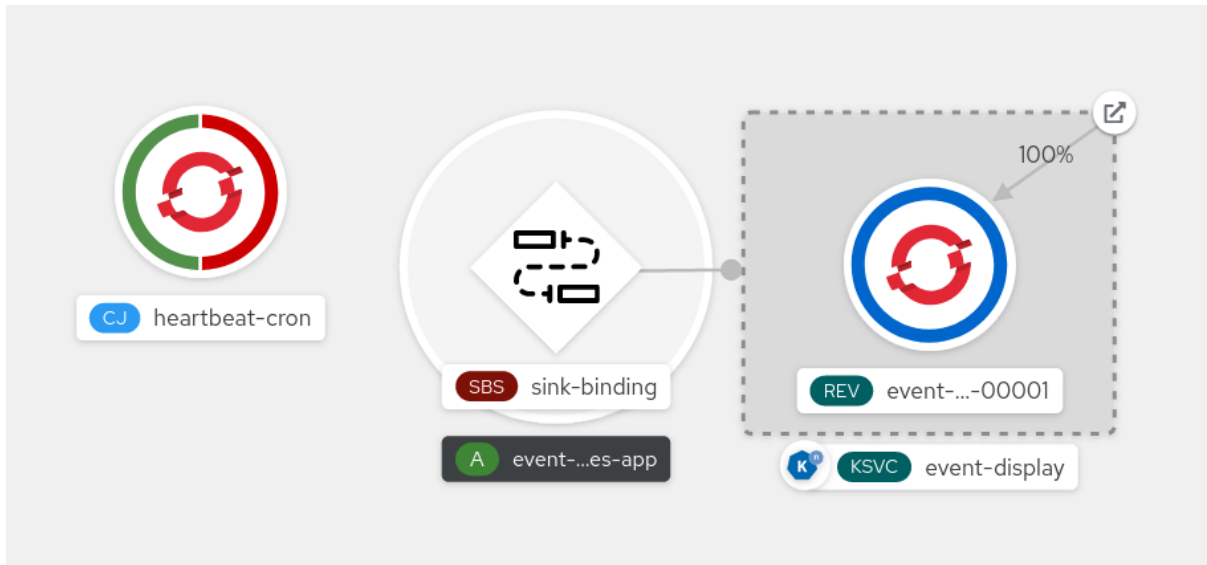 CJ heartbeat-cron
SBS sink-binding
A event-...es-app
100%
REV event-...-00001
K n KSVC event-display